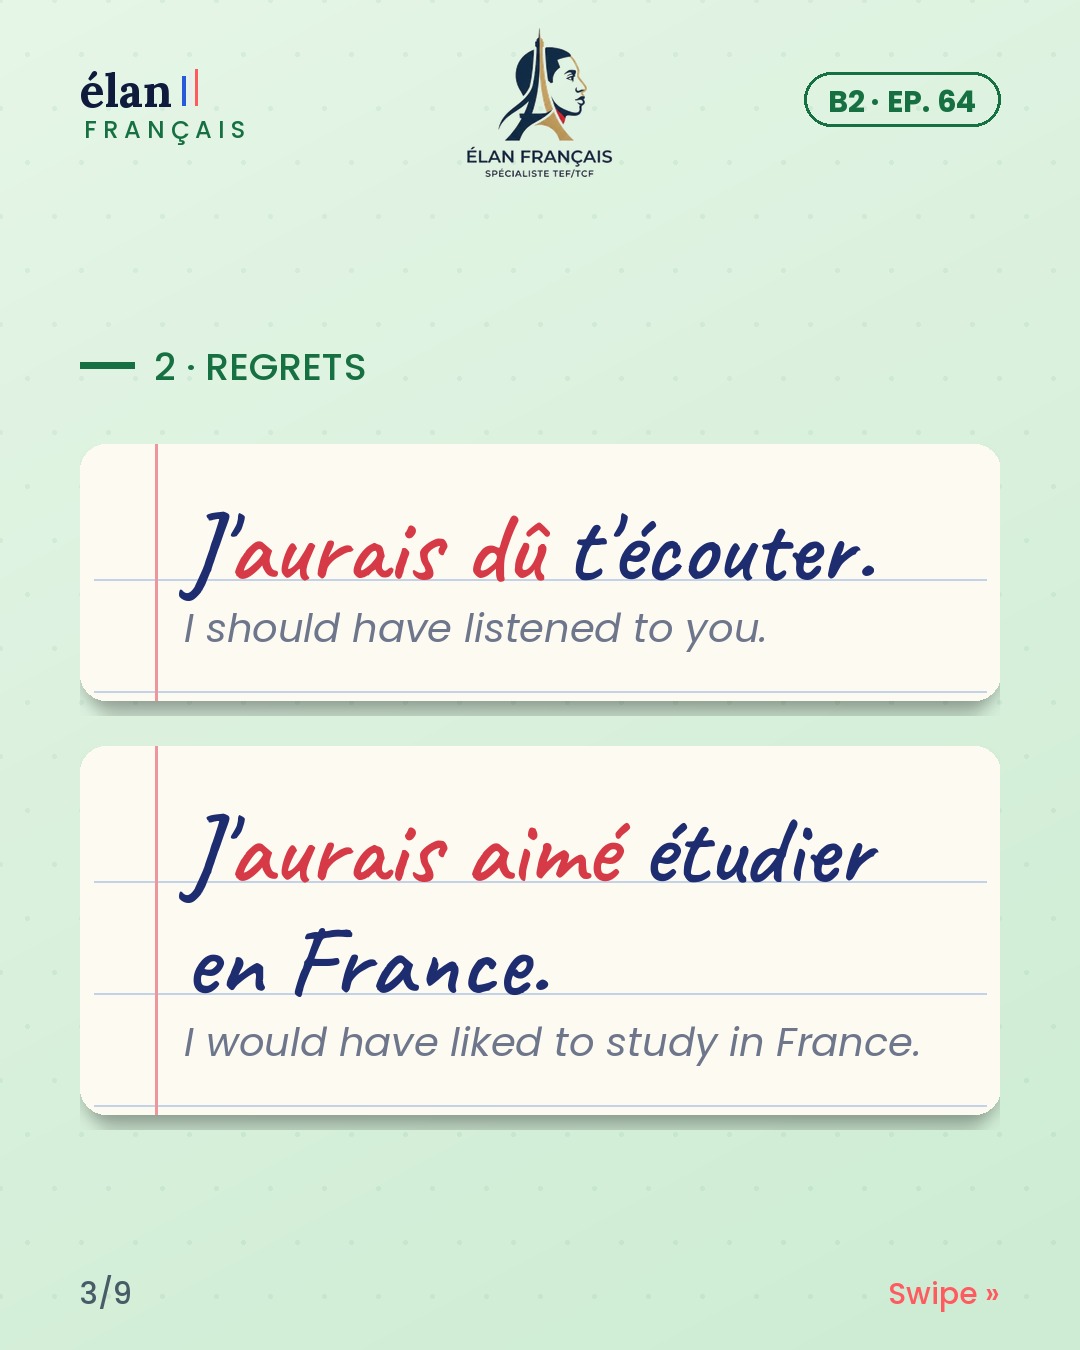 élan
FRANÇAIS
ÉLAN FRANÇAIS
SPÉCIALISTE TEF/TCF
B2 · EP. 64
2 · REGRETS
J'aurais dû t'écouter.
I should have listened to you.
J'aurais aimé étudier
en France.
I would have liked to study in France.
3/9
Swipe »